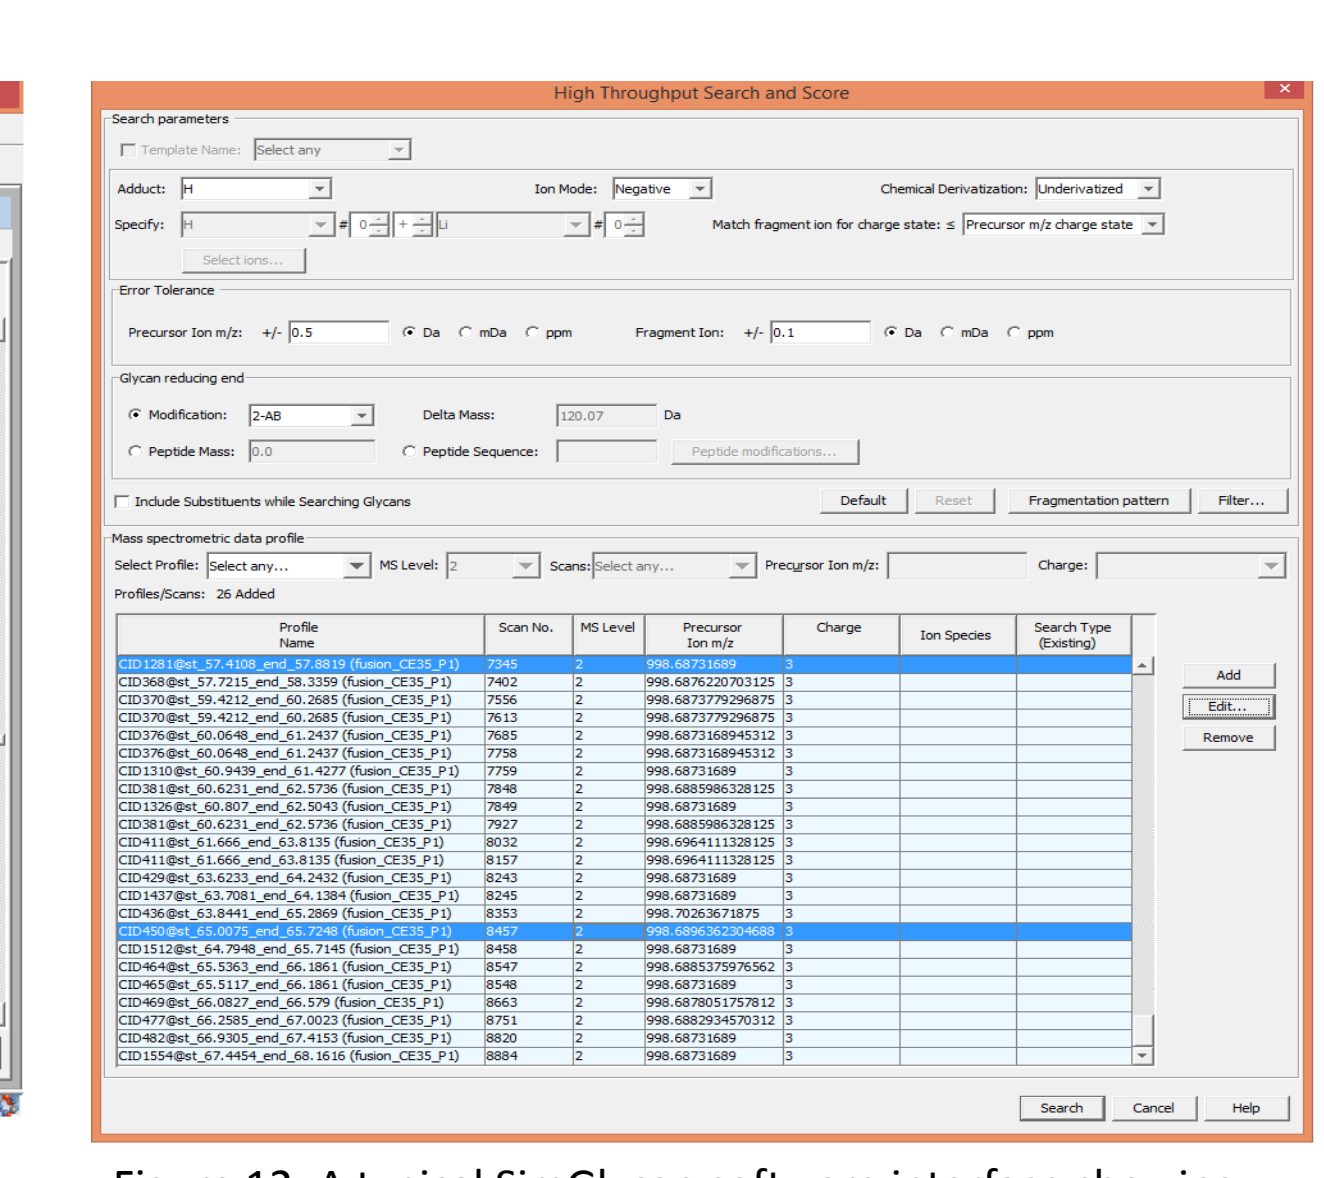 High Throughput Search and Score
Search parameters
Template Name: Select any
Adduct: H Ion Mode: Negative Chemical Derivatization: Underivatized
Specify: H # 0 + Li # 0 Match fragment ion for charge state: ≤ Precursor m/z charge state
Select ions...
Error Tolerance
Precursor Ion m/z: +/- 0.5 Da mDa ppm Fragment Ion: +/- 0.1 Da mDa ppm
Glycan reducing end
Modification: 2-AB Delta Mass: 120.07 Da
Peptide Mass: 0.0 Peptide Sequence: Peptide modifications...
Include Substituents while Searching Glycans Default Reset Fragmentation pattern Filter...
Mass spectrometric data profile
Select Profile: Select any... MS Level: 2 Scans: Select any... Precursor Ion m/z: Charge:
Profiles/Scans: 26 Added
Profile Name Scan No. MS Level Precursor Ion m/z Charge Ion Species Search Type (Existing)
CID1281@st_57.4108_end_57.8819 (fusion_CE35_P1) 7345 2 998.68731689 3
CID368@st_57.7215_end_58.3359 (fusion_CE35_P1) 7402 2 998.6876220703125 3
CID370@st_59.4212_end_60.2685 (fusion_CE35_P1) 7556 2 998.6873779296875 3
CID370@st_59.4212_end_60.2685 (fusion_CE35_P1) 7613 2 998.6873779296875 3
CID376@st_60.0648_end_61.2437 (fusion_CE35_P1) 7685 2 998.6873168945312 3
CID376@st_60.0648_end_61.2437 (fusion_CE35_P1) 7758 2 998.6873168945312 3
CID1310@st_60.9439_end_61.4277 (fusion_CE35_P1) 7759 2 998.68731689 3
CID381@st_60.6231_end_62.5736 (fusion_CE35_P1) 7848 2 998.6885986328125 3
CID1326@st_60.807_end_62.5043 (fusion_CE35_P1) 7849 2 998.68731689 3
CID381@st_60.6231_end_62.5736 (fusion_CE35_P1) 7927 2 998.6885986328125 3
CID411@st_61.666_end_63.8135 (fusion_CE35_P1) 8032 2 998.6964111328125 3
CID411@st_61.666_end_63.8135 (fusion_CE35_P1) 8157 2 998.6964111328125 3
CID429@st_63.6233_end_64.2432 (fusion_CE35_P1) 8243 2 998.68731689 3
CID1437@st_63.7081_end_64.1384 (fusion_CE35_P1) 8245 2 998.68731689 3
CID436@st_63.8441_end_65.2869 (fusion_CE35_P1) 8353 2 998.70263671875 3
CID450@st_65.0075_end_65.7248 (fusion_CE35_P1) 8457 2 998.6896362304688 3
CID1512@st_64.7948_end_65.7145 (fusion_CE35_P1) 8458 2 998.68731689 3
CID464@st_65.5363_end_66.1861 (fusion_CE35_P1) 8547 2 998.6885375976562 3
CID465@st_65.5117_end_66.1861 (fusion_CE35_P1) 8548 2 998.68731689 3
CID469@st_66.0827_end_66.579 (fusion_CE35_P1) 8663 2 998.6878051757812 3
CID477@st_66.2585_end_67.0023 (fusion_CE35_P1) 8751 2 998.6882934570312 3
CID482@st_66.9305_end_67.4153 (fusion_CE35_P1) 8820 2 998.68731689 3
CID1554@st_67.4454_end_68.1616 (fusion_CE35_P1) 8884 2 998.68731689 3
Add
Edit...
Remove
Search Cancel Help